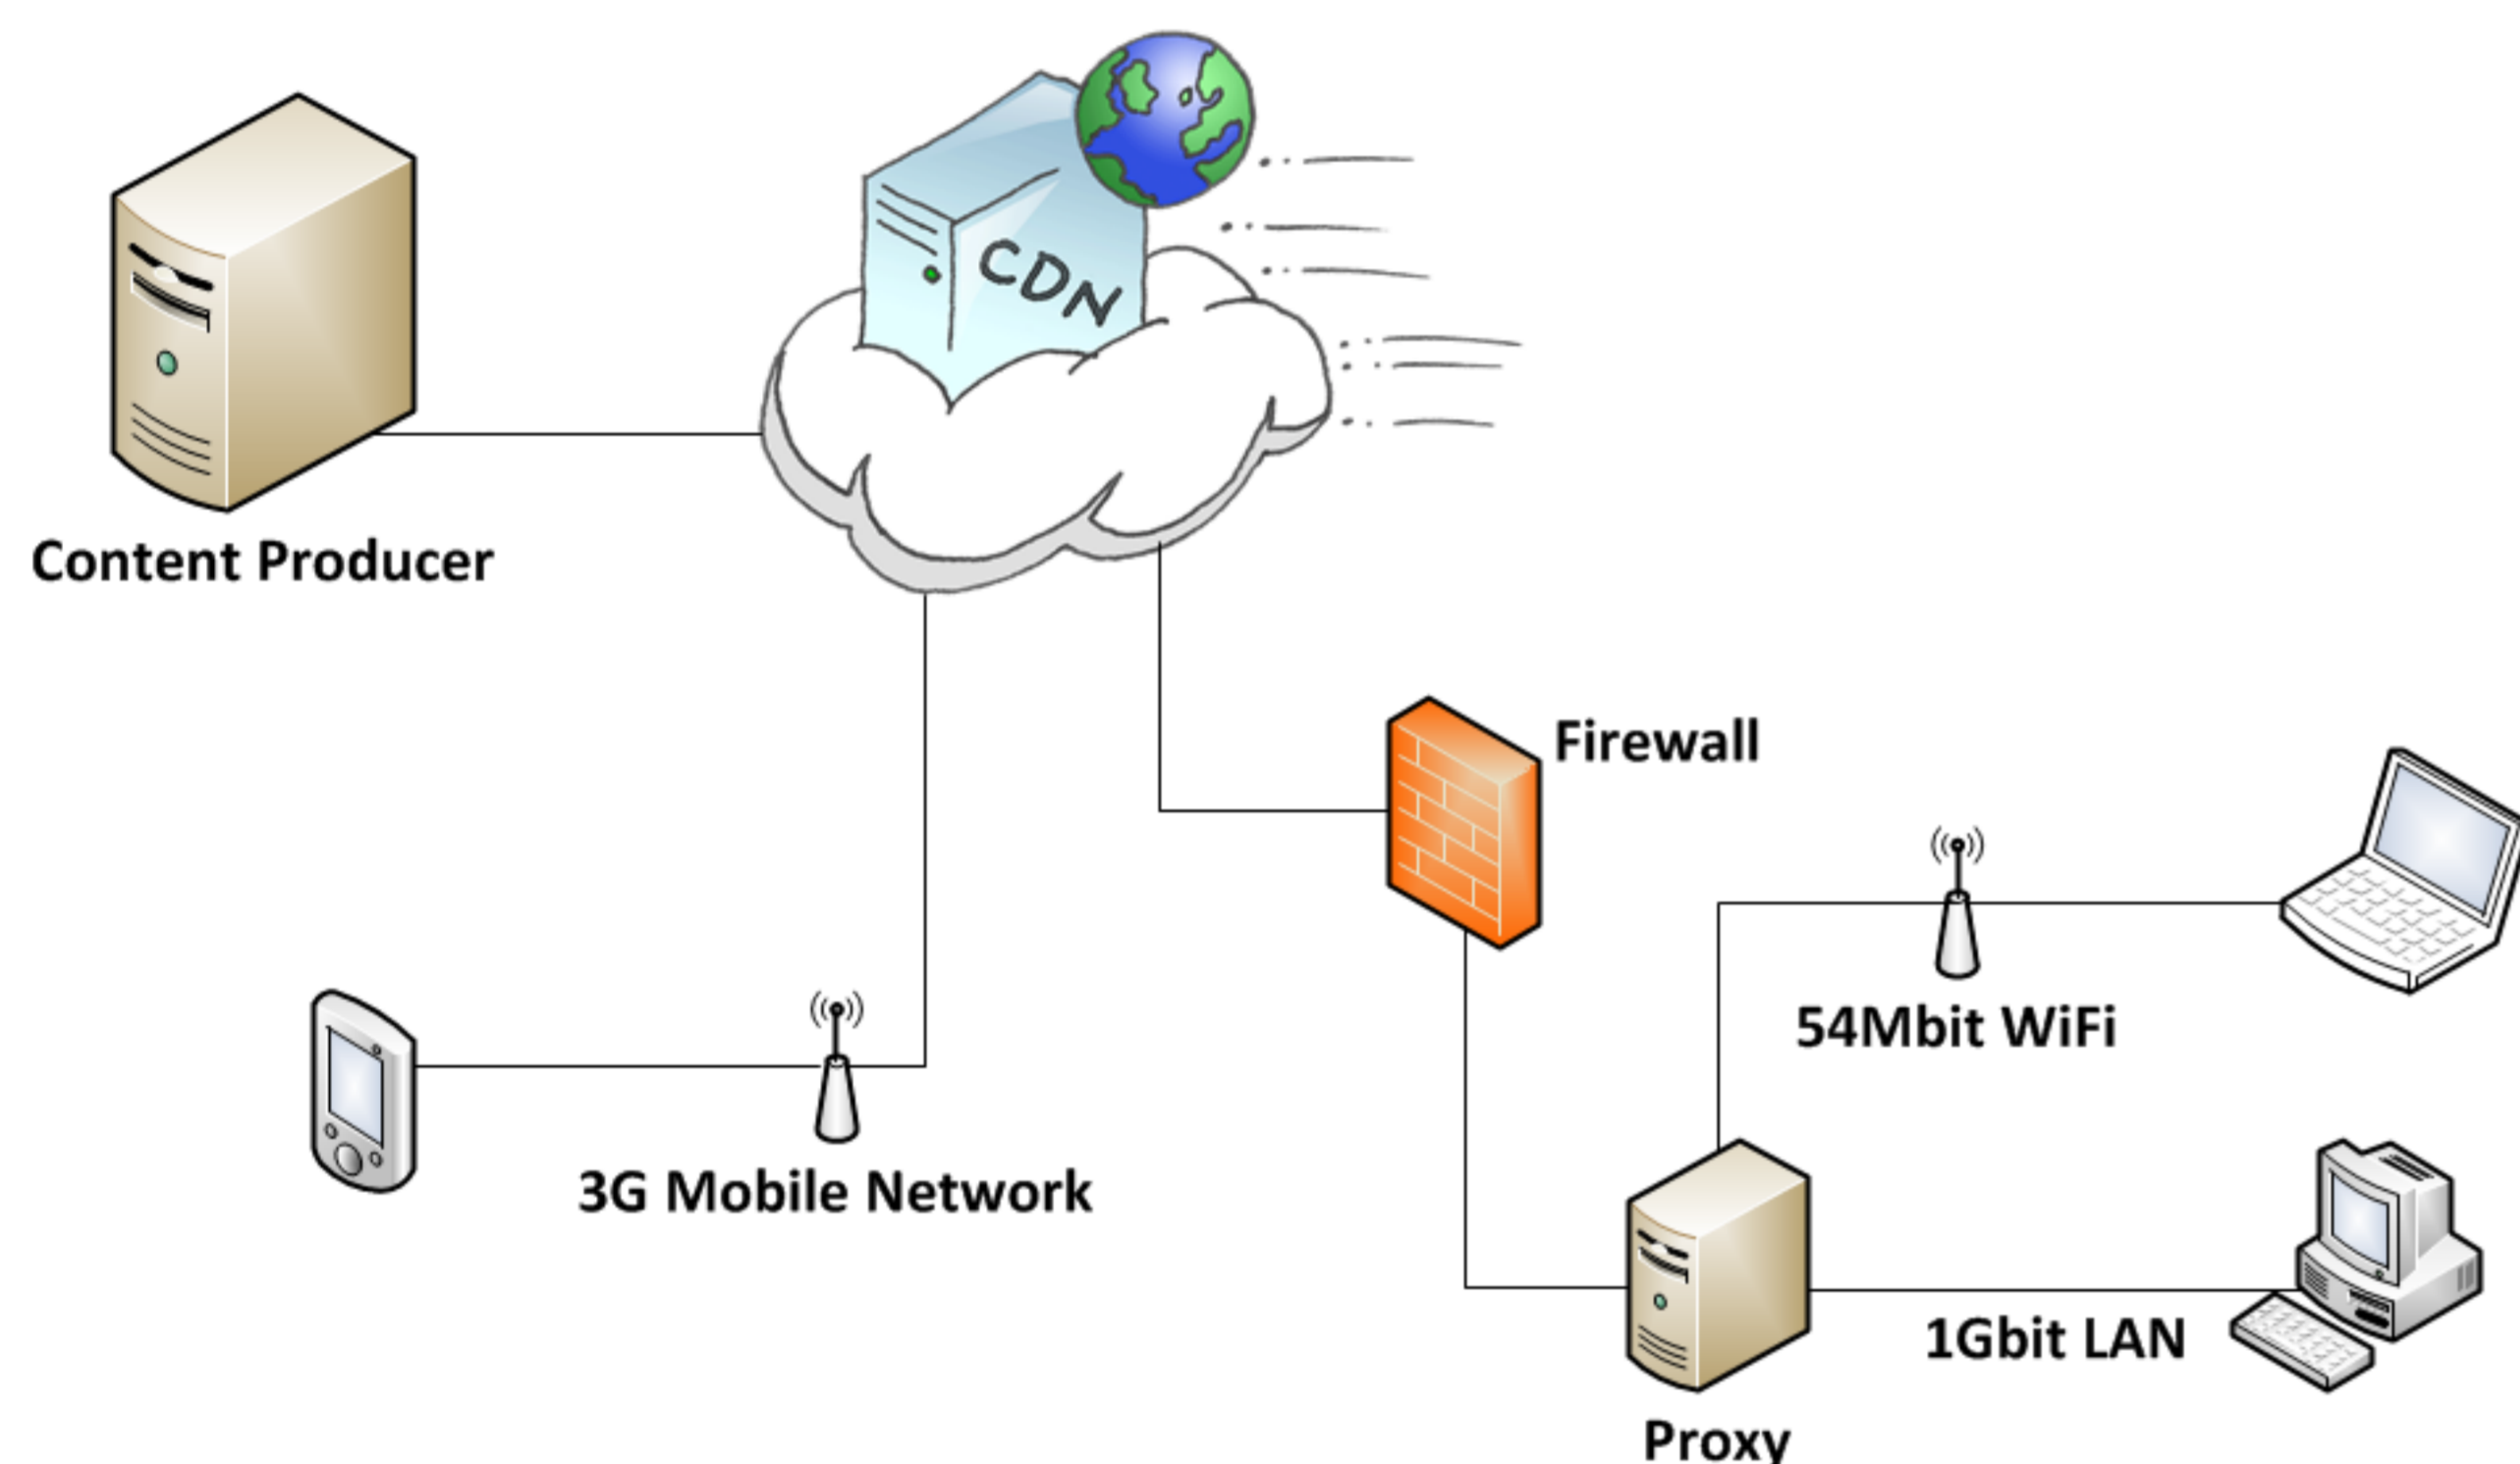 CDN
Content Producer
Firewall
54Mbit WiFi
3G Mobile Network
1Gbit LAN
Proxy